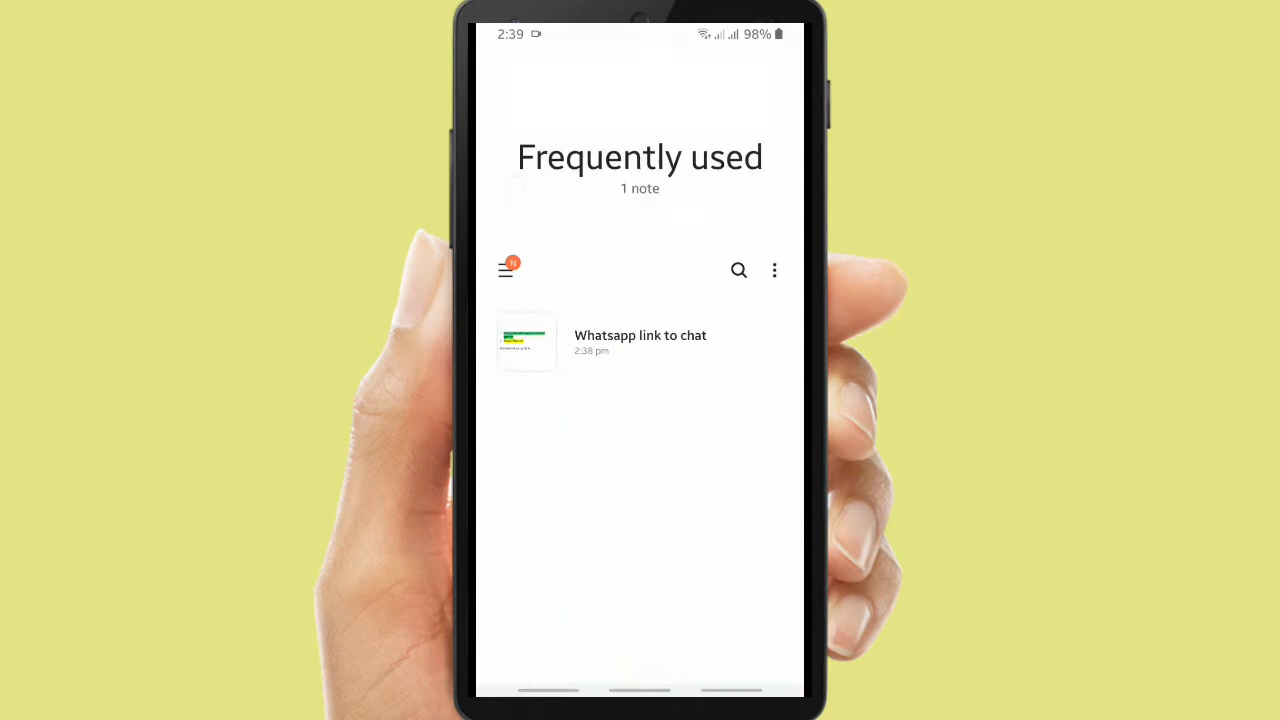 2:39 98%
Frequently used
1 note
N
Whatsapp link to chat
2:38 pm